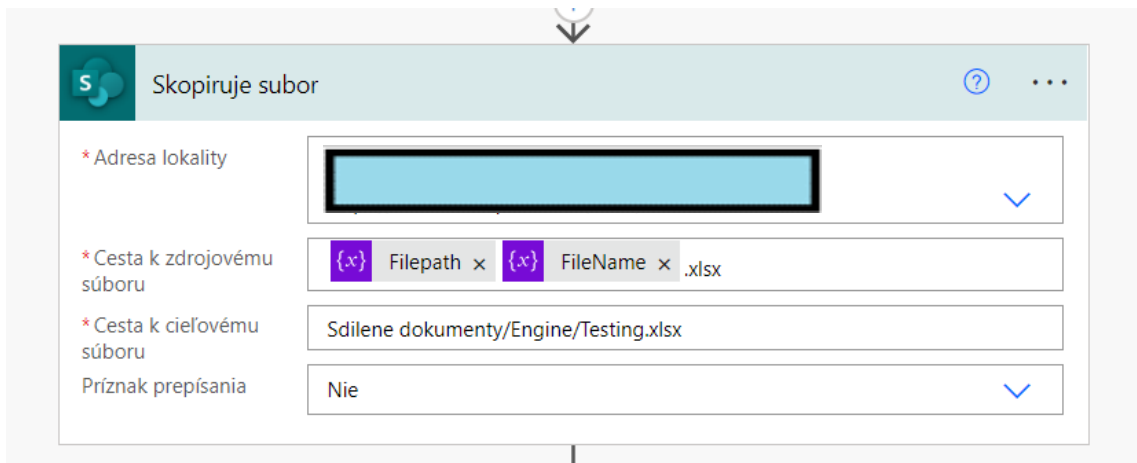 S
Skopiruje subor
?
* Adresa lokality
* Cesta k zdrojovému súboru
{x} Filepath × {x} FileName × .xlsx
* Cesta k cieľovému súboru
Sdilene dokumenty/Engine/Testing.xlsx
Príznak prepísania
Nie